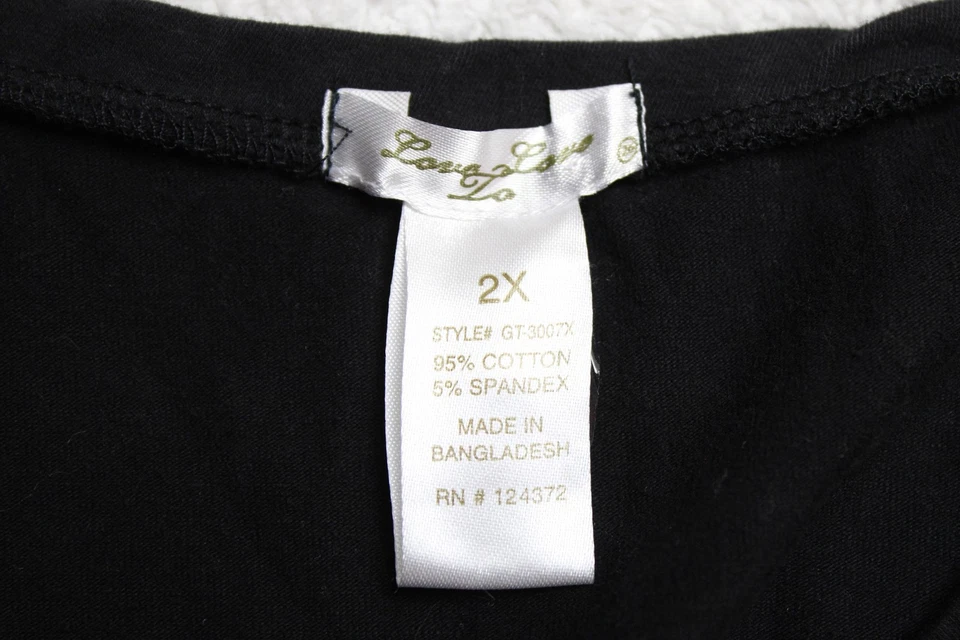 Love Love
To
®
2X
STYLE# GT-3007X
95% COTTON
5% SPANDEX
MADE IN
BANGLADESH
RN # 124372